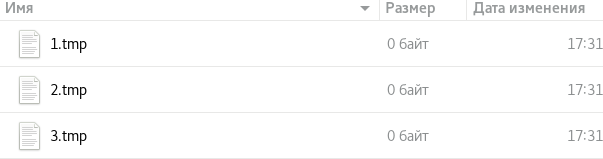 Имя Размер Дата изменения
1.tmp 0 байт 17:31
2.tmp 0 байт 17:31
3.tmp 0 байт 17:31